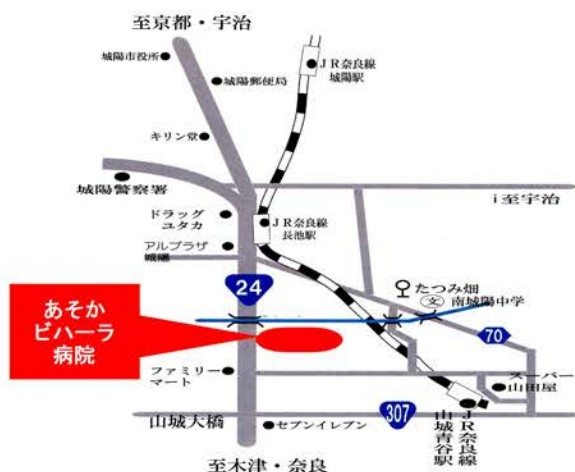 至京都・宇治
城陽市役所
JR奈良線
城陽駅
城陽郵便局
キリン堂
城陽警察署
i至宇治
ドラッグ
ユタカ
JR奈良線
長池駅
アルプラザ
城陽
24
たつみ畑
文
南城陽中学
あそか
ビハーラ
病院
70
ファミリー
マート
スーパー
山田屋
山城大橋
307
セブンイレブン
JR奈良線
山城青谷駅
至木津・奈良